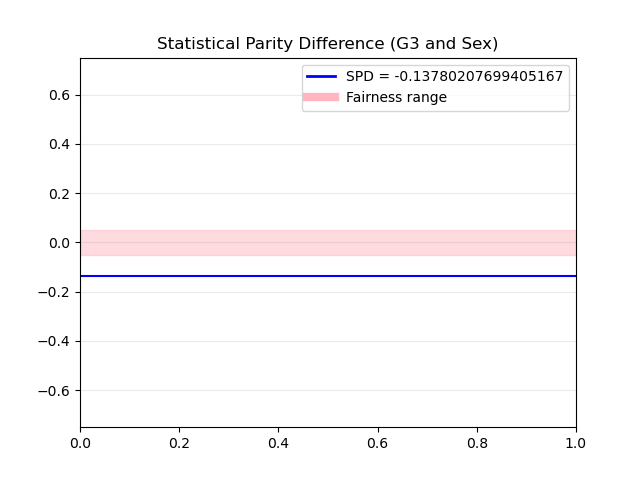 Statistical Parity Difference (G3 and Sex)
SPD = -0.13780207699405167
Fairness range
0.6
0.4
0.2
0.0
−0.2
−0.4
−0.6
0.0 0.2 0.4 0.6 0.8 1.0